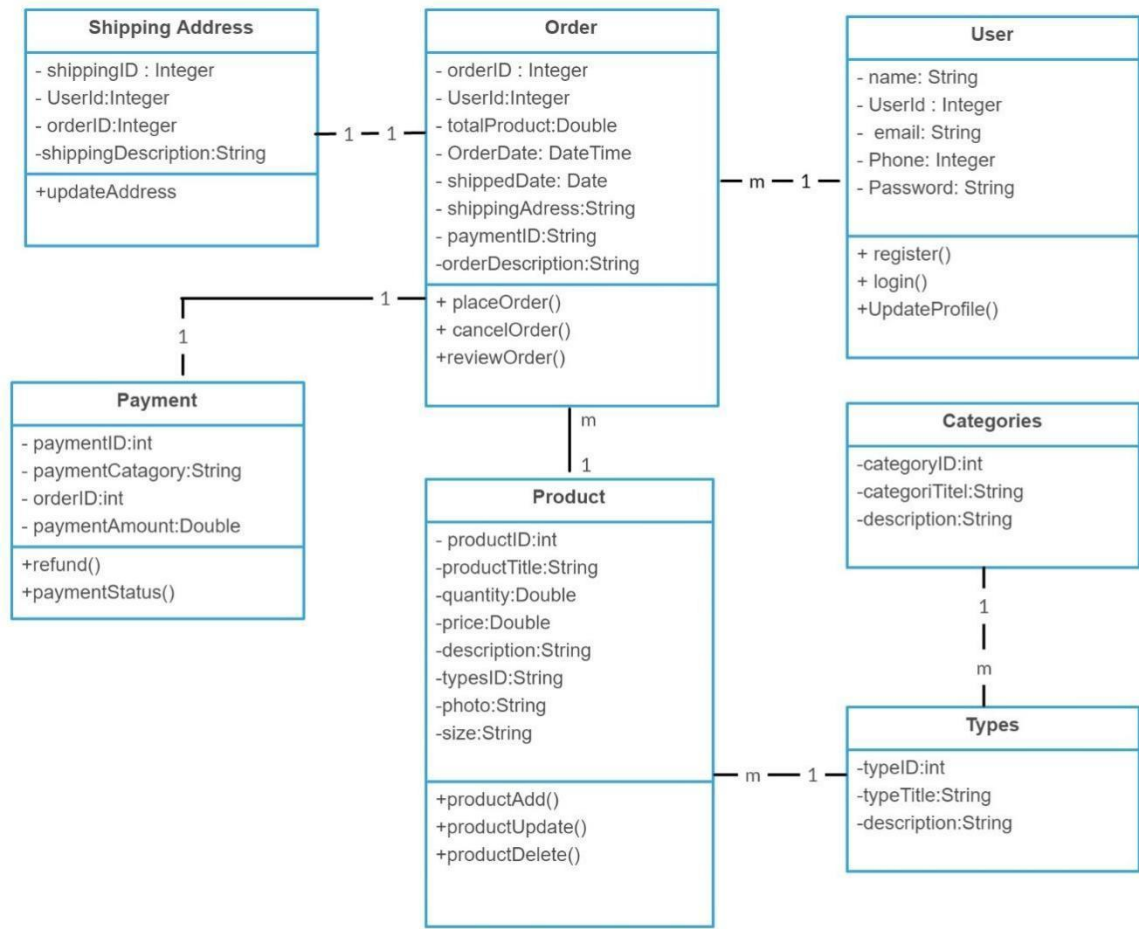 Shipping Address
- shippingID : Integer
- UserId:Integer
- orderID:Integer
-shippingDescription:String
+updateAddress
1 1
Order
- orderID : Integer
- UserId:Integer
- totalProduct:Double
- OrderDate: DateTime
- shippedDate: Date
- shippingAdress:String
- paymentID:String
-orderDescription:String
+ placeOrder()
+ cancelOrder()
+reviewOrder()
m 1
User
- name: String
- UserId : Integer
- email: String
- Phone: Integer
- Password: String
+ register()
+ login()
+UpdateProfile()
1
1
Payment
- paymentID:int
- paymentCatagory:String
- orderID:int
- paymentAmount:Double
+refund()
+paymentStatus()
m
1
Product
- productID:int
-productTitle:String
-quantity:Double
-price:Double
-description:String
-typesID:String
-photo:String
-size:String
+productAdd()
+productUpdate()
+productDelete()
Categories
-categoryID:int
-categoriTitel:String
-description:String
1
m
m 1
Types
-typeID:int
-typeTitle:String
-description:String